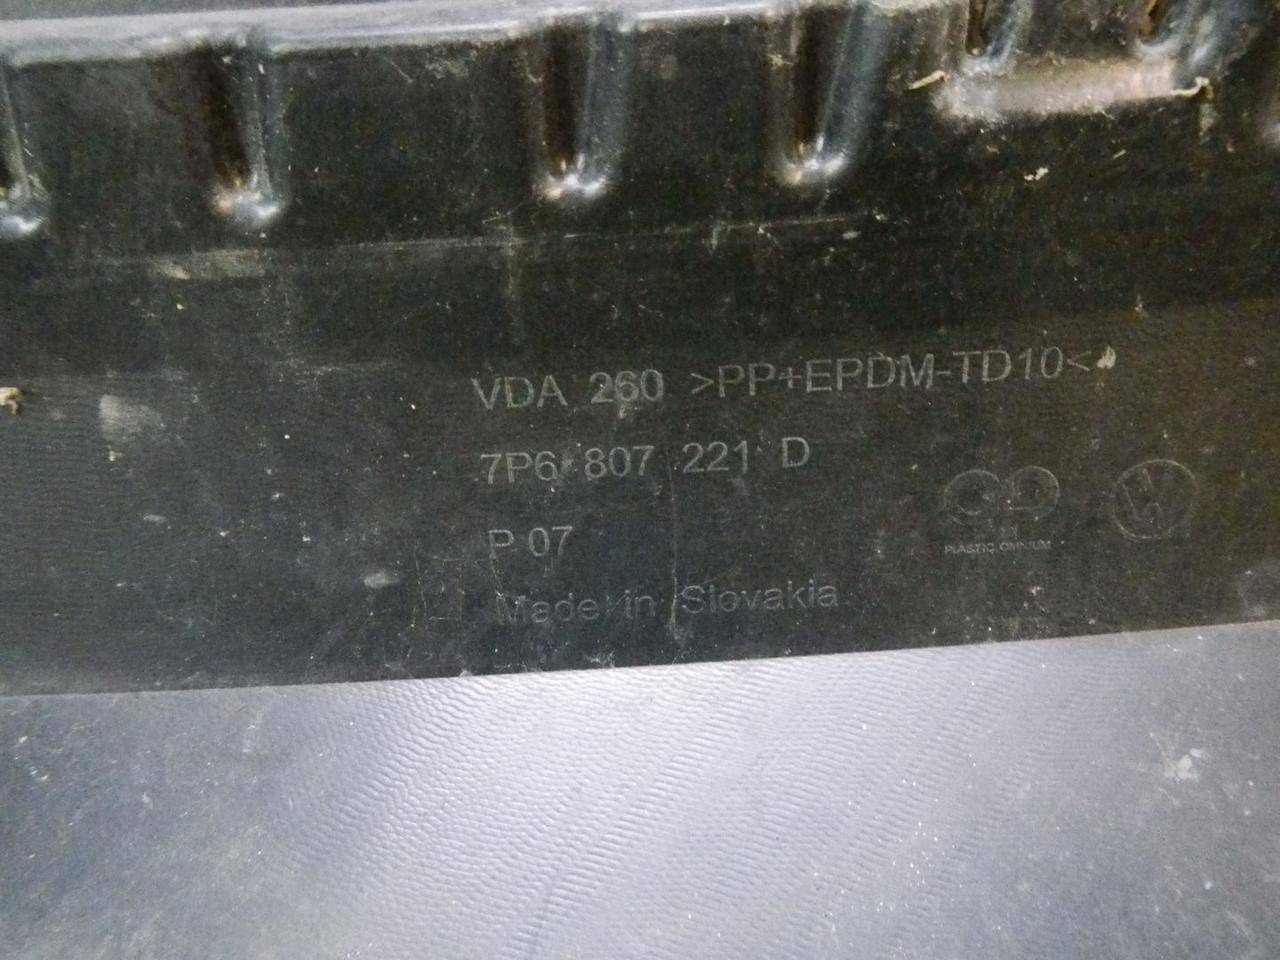 VDA 260 >PP+EPDM-TD10<
7P6 807 221 D
P 07
PLASTIC OMNIUM
Made in Slovakia